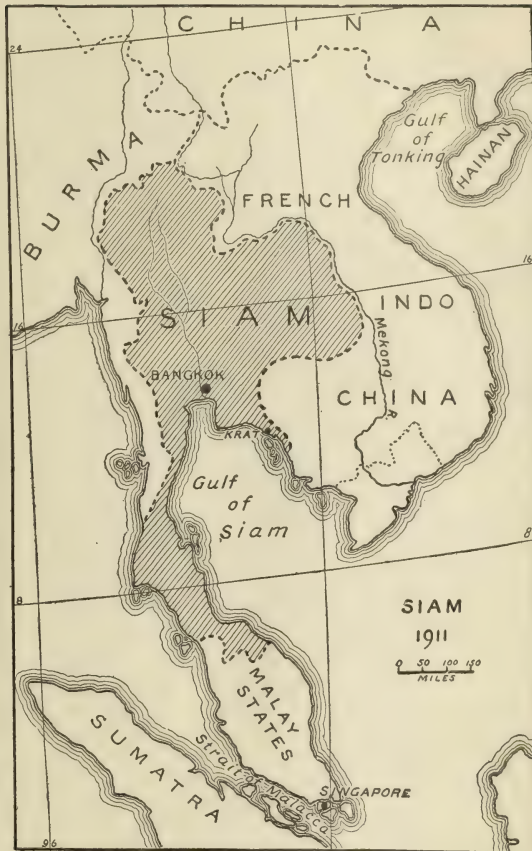 CHINA
24
Gulf
of
Tonking
HAINAN
BURMA
FRENCH
16
16
SIAM
INDO
Mekong
R
BANGKOK
CHINA
KRAT
Gulf
of
Siam
8
8
SIAM
1911
0 50 100 150
MILES
MALAY
STATES
SUMATRA
Strait of Malacca
SINGAPORE
96